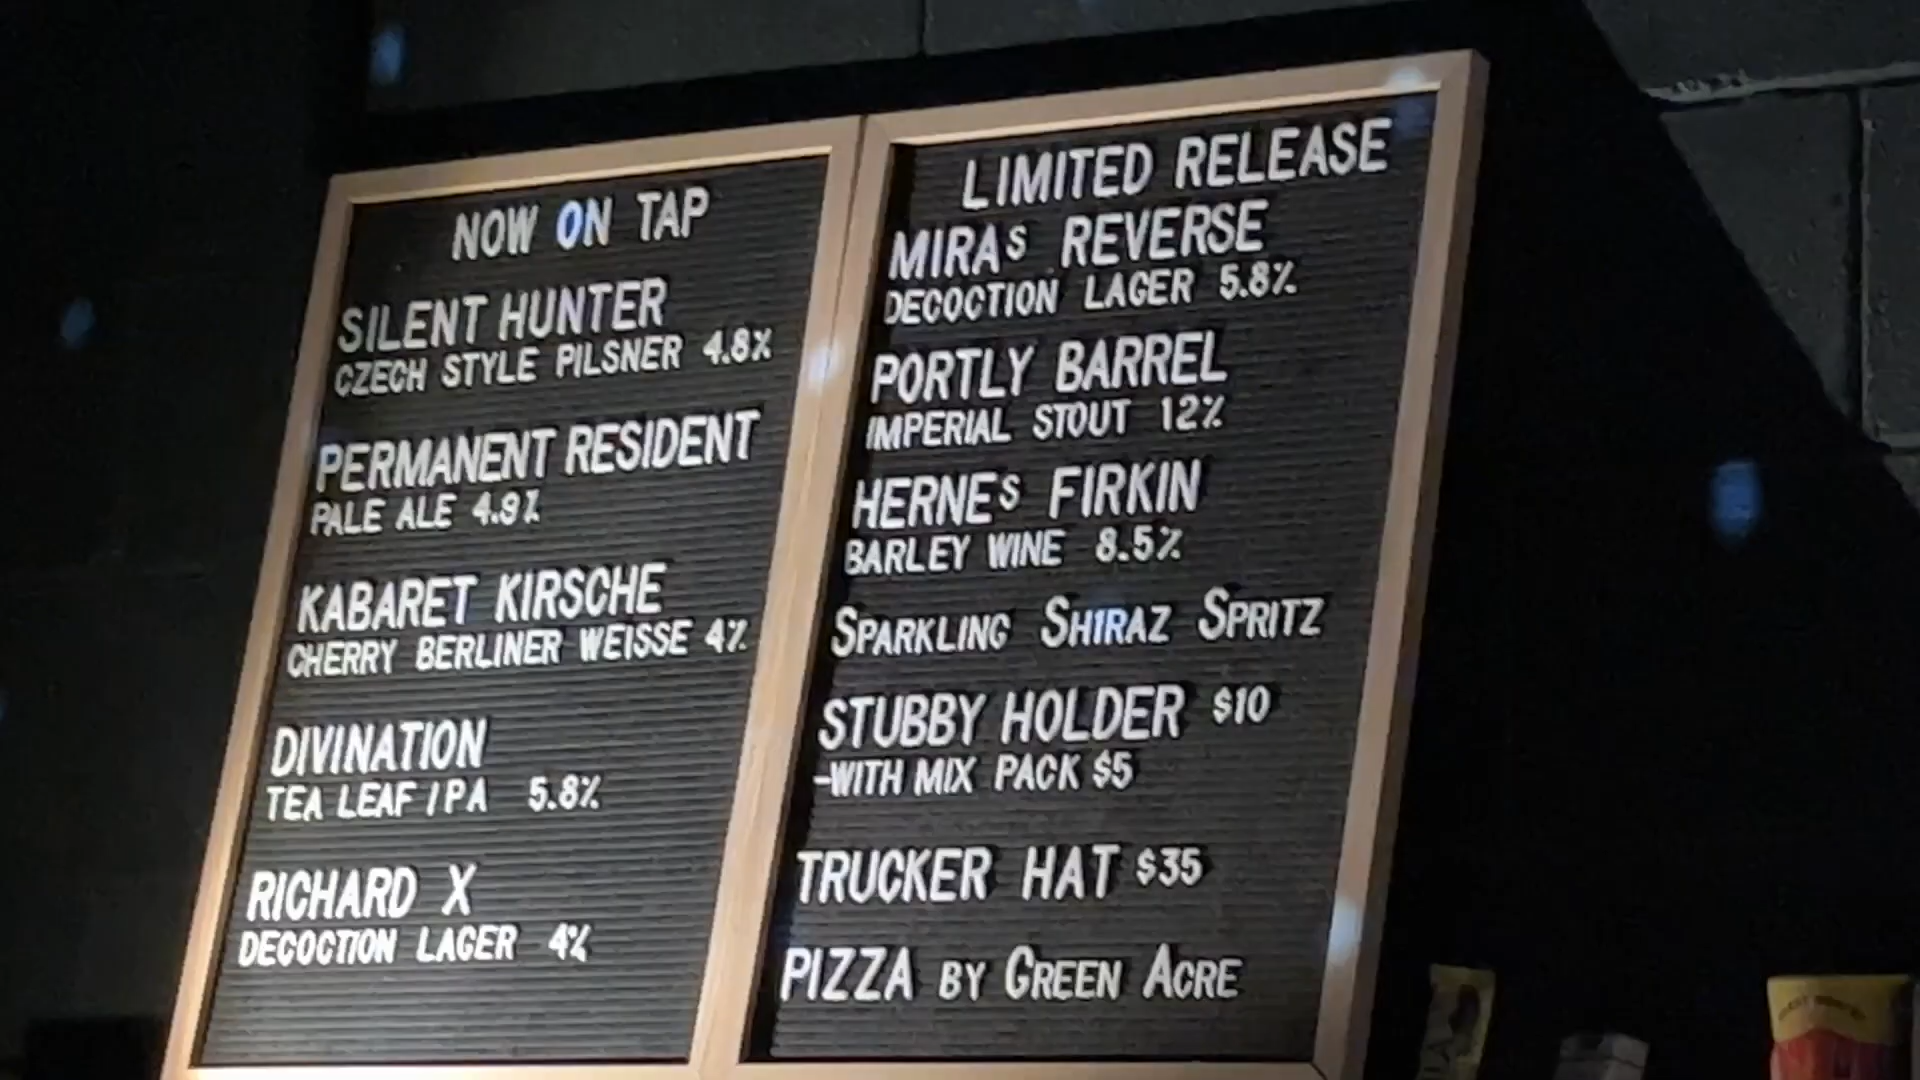 NOW ON TAP
SILENT HUNTER
CZECH STYLE PILSNER 4.8%
PERMANENT RESIDENT
PALE ALE 4.9%
KABARET KIRSCHE
CHERRY BERLINER WEISSE 4%
DIVINATION
TEA LEAF IPA 5.8%
RICHARD X
DECOCTION LAGER 4%
LIMITED RELEASE
MIRAs REVERSE
DECOCTION LAGER 5.8%
PORTLY BARREL
IMPERIAL STOUT 12%
HERNEs FIRKIN
BARLEY WINE 8.5%
SPARKLING SHIRAZ SPRITZ
STUBBY HOLDER $10
-WITH MIX PACK $5
TRUCKER HAT $35
PIZZA BY GREEN ACRE